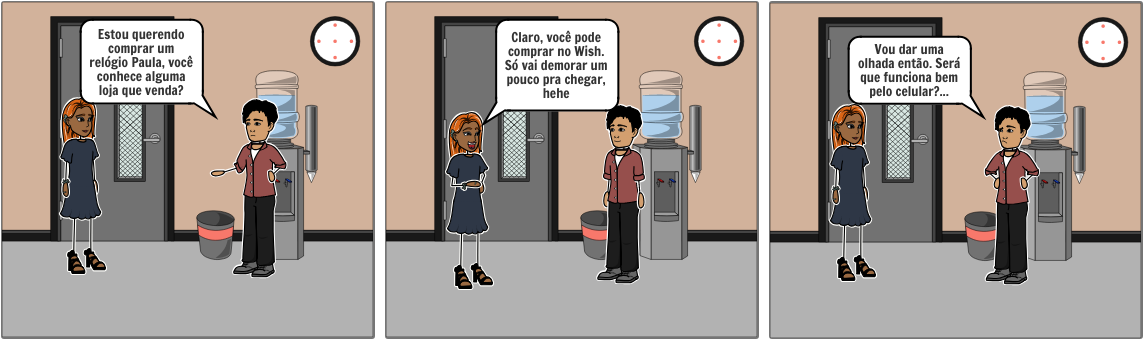 Estou querendo
comprar um
relógio Paula, você
conhece alguma
loja que venda?
Claro, você pode
comprar no Wish.
Só vai demorar um
pouco pra chegar,
hehe
Vou dar uma
olhada então. Será
que funciona bem
pelo celular?...